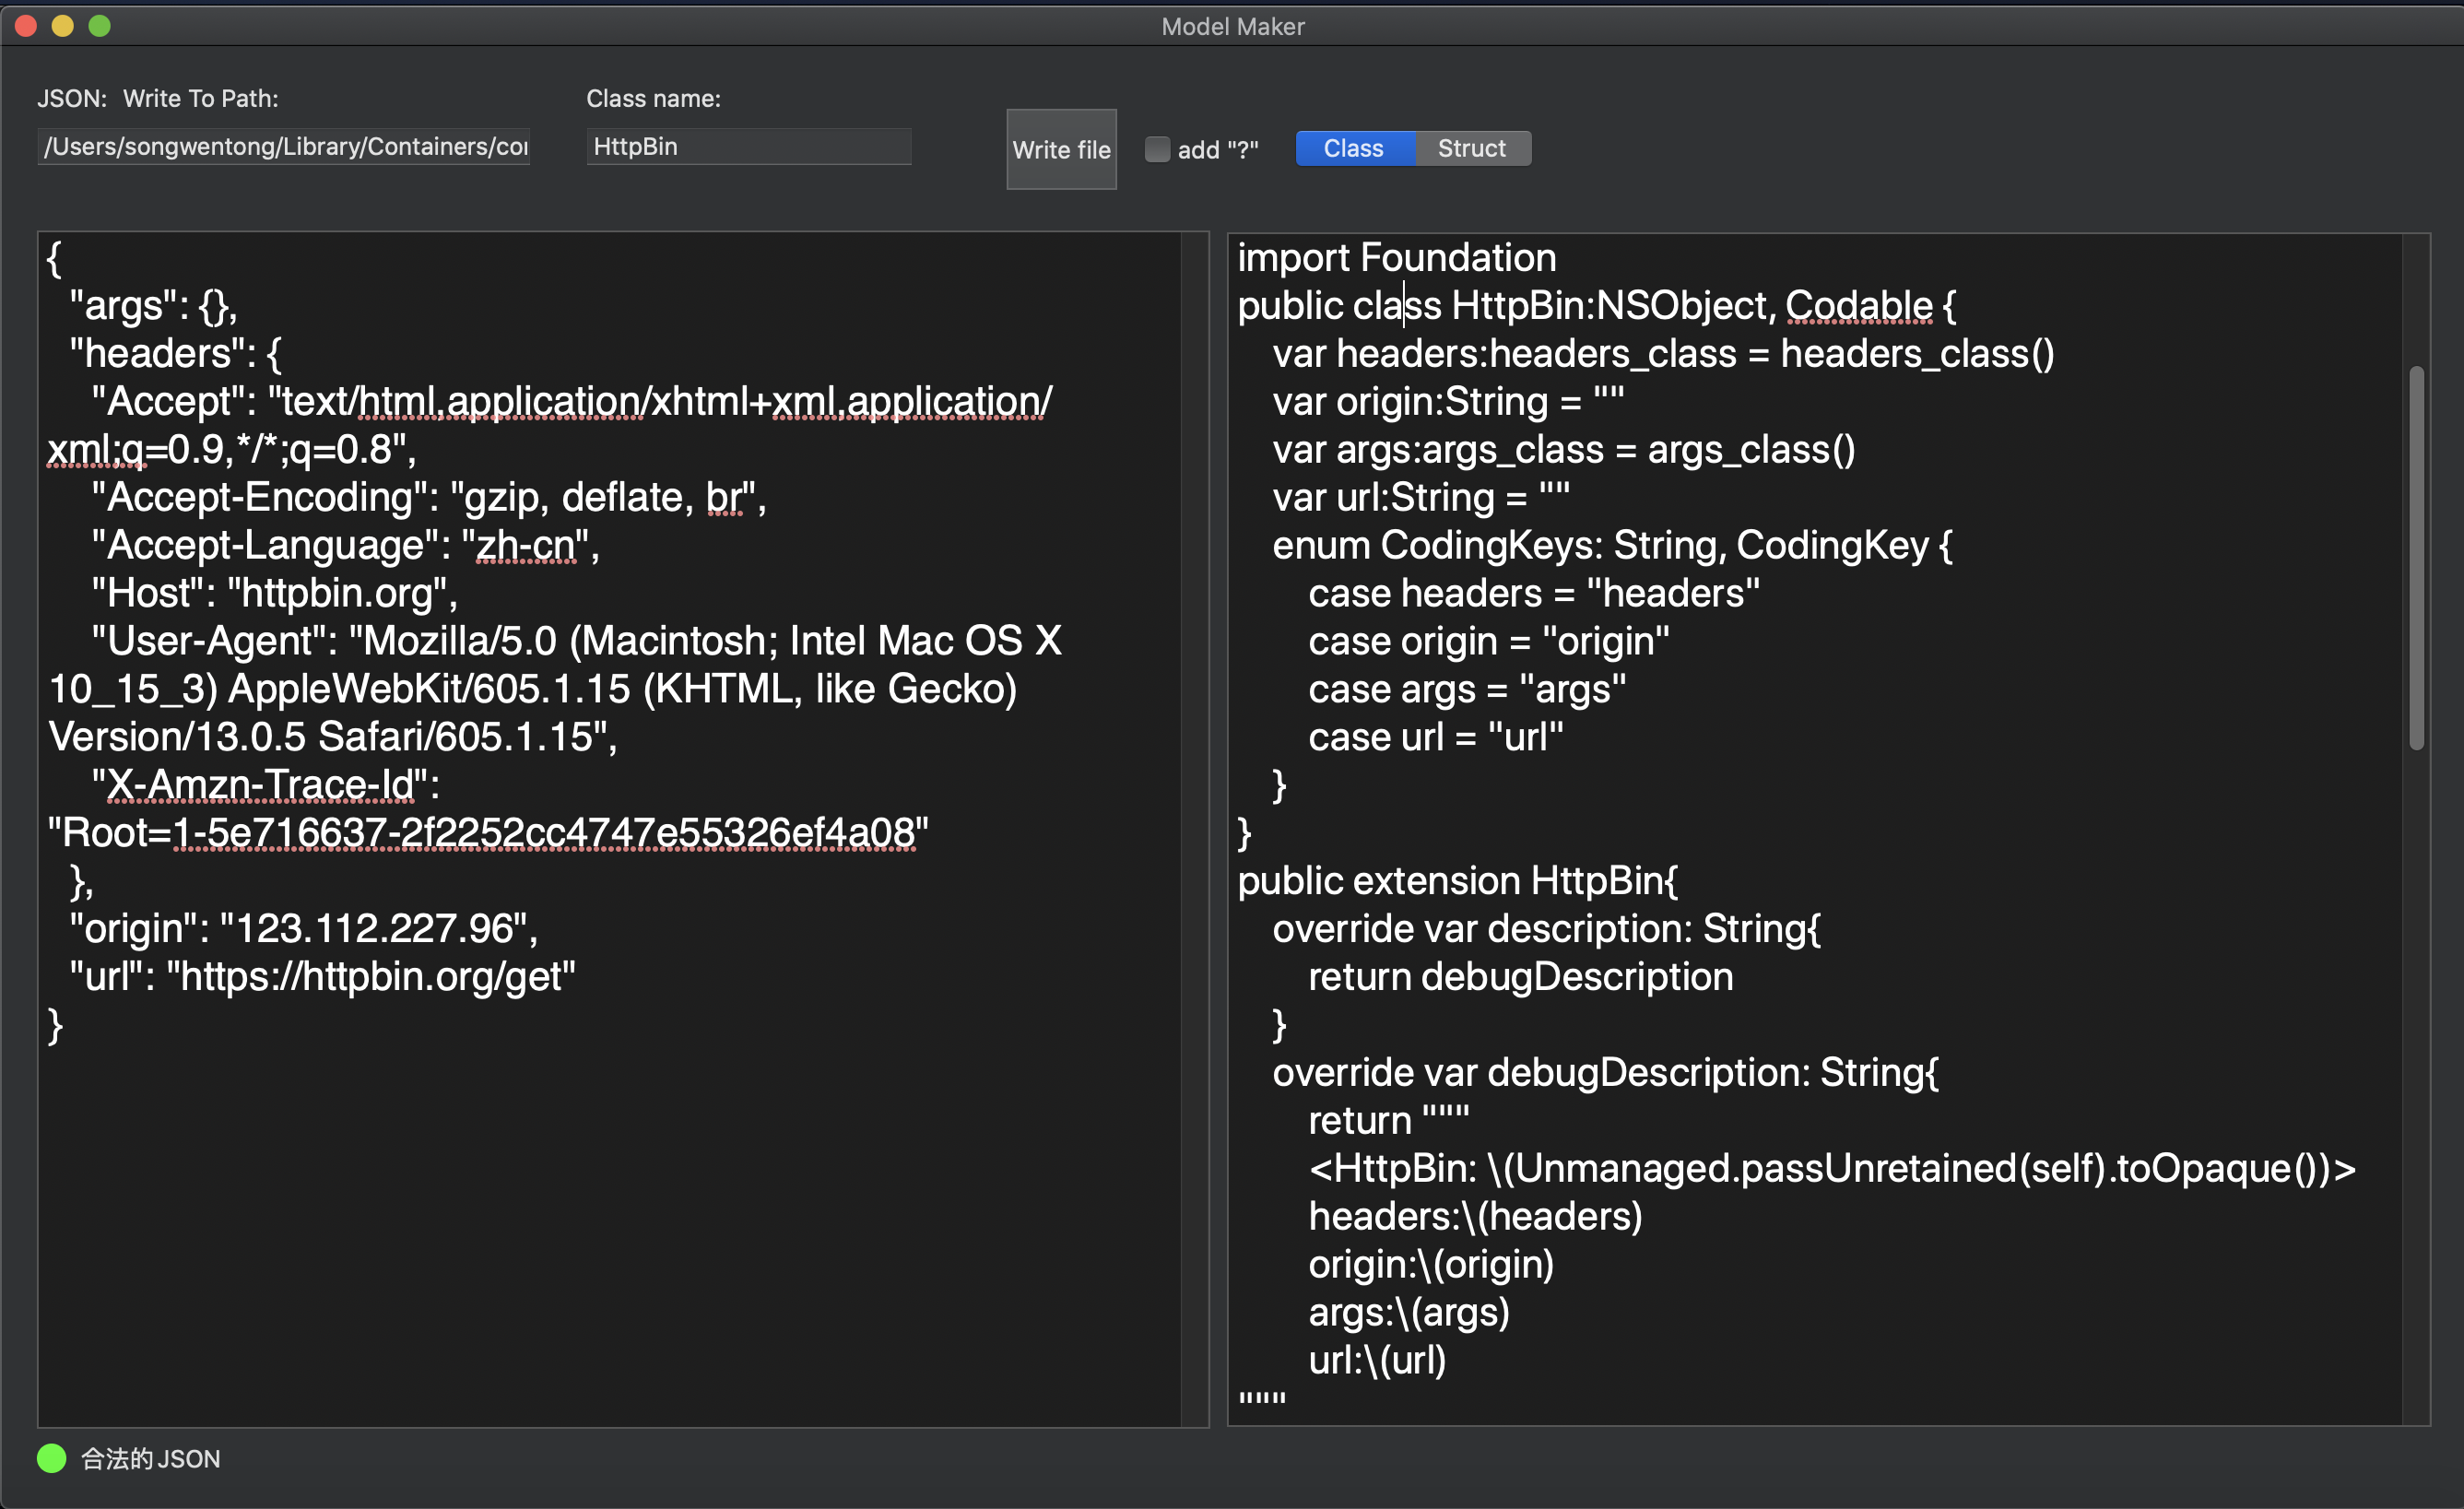 Model Maker
JSON: Write To Path:
Class name:
/Users/songwentong/Library/Containers/
HttpBin
Write file
add "?"
Class
Struct
{
  "args": {},
  "headers": {
    "Accept": "text/html,application/xhtml+xml,application/
xml;q=0.9,*/*;q=0.8",
    "Accept-Encoding": "gzip, deflate, br",
    "Accept-Language": "zh-cn",
    "Host": "httpbin.org",
    "User-Agent": "Mozilla/5.0 (Macintosh; Intel Mac OS X
10_15_3) AppleWebKit/605.1.15 (KHTML, like Gecko)
Version/13.0.5 Safari/605.1.15",
    "X-Amzn-Trace-Id":
"Root=1-5e716637-2f2252cc4747e55326ef4a08"
  },
  "origin": "123.112.227.96",
  "url": "https://httpbin.org/get"
}
import Foundation
public class HttpBin:NSObject, Codable {
    var headers:headers_class = headers_class()
    var origin:String = ""
    var args:args_class = args_class()
    var url:String = ""
    enum CodingKeys: String, CodingKey {
        case headers = "headers"
        case origin = "origin"
        case args = "args"
        case url = "url"
    }
}
public extension HttpBin{
    override var description: String{
        return debugDescription
    }
    override var debugDescription: String{
        return """
        <HttpBin: \(Unmanaged.passUnretained(self).toOpaque())>
        headers:\(headers)
        origin:\(origin)
        args:\(args)
        url:\(url)
"""
合法的JSON